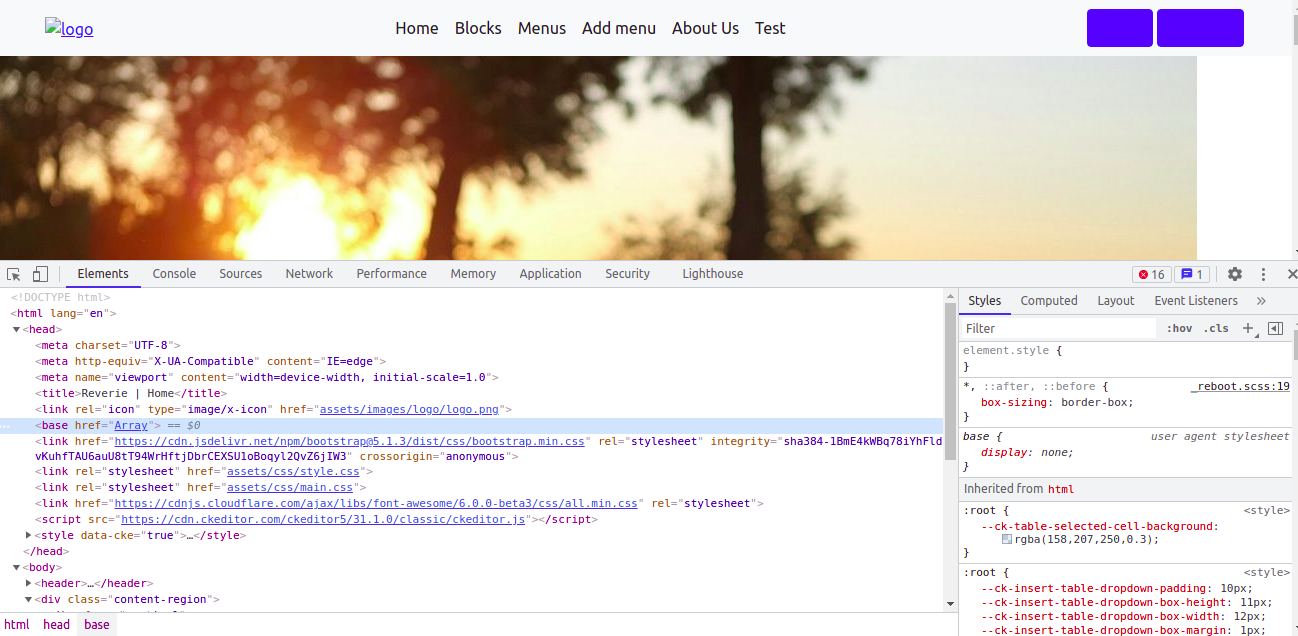 logo Home Blocks Menus Add menu About Us Test
Elements Console Sources Network Performance Memory Application Security Lighthouse 16 1
<!DOCTYPE html>
<html lang="en">
<head>
<meta charset="UTF-8">
<meta http-equiv="X-UA-Compatible" content="IE=edge">
<meta name="viewport" content="width=device-width, initial-scale=1.0">
<title>Reverie | Home</title>
<link rel="icon" type="image/x-icon" href="assets/images/logo/logo.png">
<base href="Array"> == $0
<link href="https://cdn.jsdelivr.net/npm/bootstrap@5.1.3/dist/css/bootstrap.min.css" rel="stylesheet" integrity="sha384-1BmE4kWBq78iYhFld
vKuhfTAU6auU8tT94WrHftjDbrCEXSU1oBoqyl2QvZ6jIW3" crossorigin="anonymous">
<link rel="stylesheet" href="assets/css/style.css">
<link rel="stylesheet" href="assets/css/main.css">
<link href="https://cdnjs.cloudflare.com/ajax/libs/font-awesome/6.0.0-beta3/css/all.min.css" rel="stylesheet">
<script src="https://cdn.ckeditor.com/ckeditor5/31.1.0/classic/ckeditor.js"></script>
<style data-cke="true">…</style>
</head>
<body>
<header>…</header>
<div class="content-region">
html head base
Styles Computed Layout Event Listeners »
Filter :hov .cls +
element.style {
}
*, ::after, ::before { _reboot.scss:19
box-sizing: border-box;
}
base { user agent stylesheet
display: none;
}
Inherited from html
:root { <style>
--ck-table-selected-cell-background:
rgba(158,207,250,0.3);
}
:root { <style>
--ck-insert-table-dropdown-padding: 10px;
--ck-insert-table-dropdown-box-height: 11px;
--ck-insert-table-dropdown-box-width: 12px;
--ck-insert-table-dropdown-box-margin: 1px;